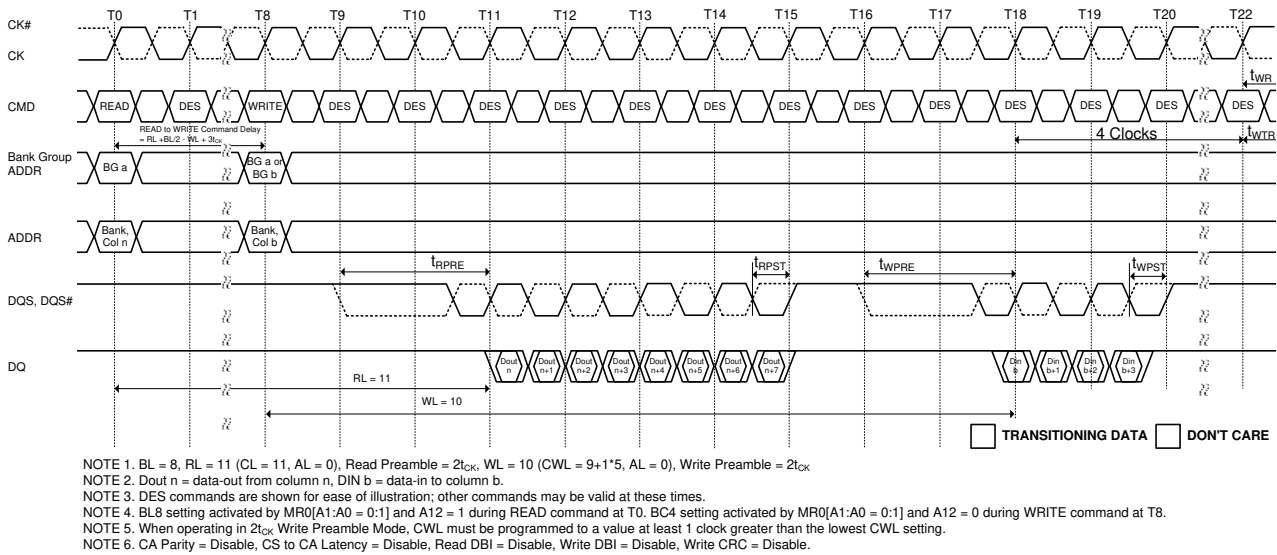 T0 T1 T8 T9 T10 T11 T12 T13 T14 T15 T16 T17 T18 T19 T20 T22
CK#
CK
tWR
CMD READ DES WRITE DES DES DES DES DES DES DES DES DES DES DES DES DES
READ to WRITE Command Delay
= RL +BL/2 - WL + 3tCK
4 Clocks tWTR
Bank Group
ADDR
BG a
BG a or
BG b
ADDR
Bank,
Col n
Bank,
Col b
tRPRE tRPST tWPRE tWPST
DQS, DQS#
DQ
Dout
n
Dout
n+1
Dout
n+2
Dout
n+3
Dout
n+4
Dout
n+5
Dout
n+6
Dout
n+7
Din
b
Din
b+1
Din
b+2
Din
b+3
RL = 11
WL = 10
TRANSITIONING DATA DON'T CARE
NOTE 1. BL = 8, RL = 11 (CL = 11, AL = 0), Read Preamble = 2tCK, WL = 10 (CWL = 9+1*5, AL = 0), Write Preamble = 2tCK
NOTE 2. Dout n = data-out from column n, DIN b = data-in to column b.
NOTE 3. DES commands are shown for ease of illustration; other commands may be valid at these times.
NOTE 4. BL8 setting activated by MR0[A1:A0 = 0:1] and A12 = 1 during READ command at T0. BC4 setting activated by MR0[A1:A0 = 0:1] and A12 = 0 during WRITE command at T8.
NOTE 5. When operating in 2tCK Write Preamble Mode, CWL must be programmed to a value at least 1 clock greater than the lowest CWL setting.
NOTE 6. CA Parity = Disable, CS to CA Latency = Disable, Read DBI = Disable, Write DBI = Disable, Write CRC = Disable.